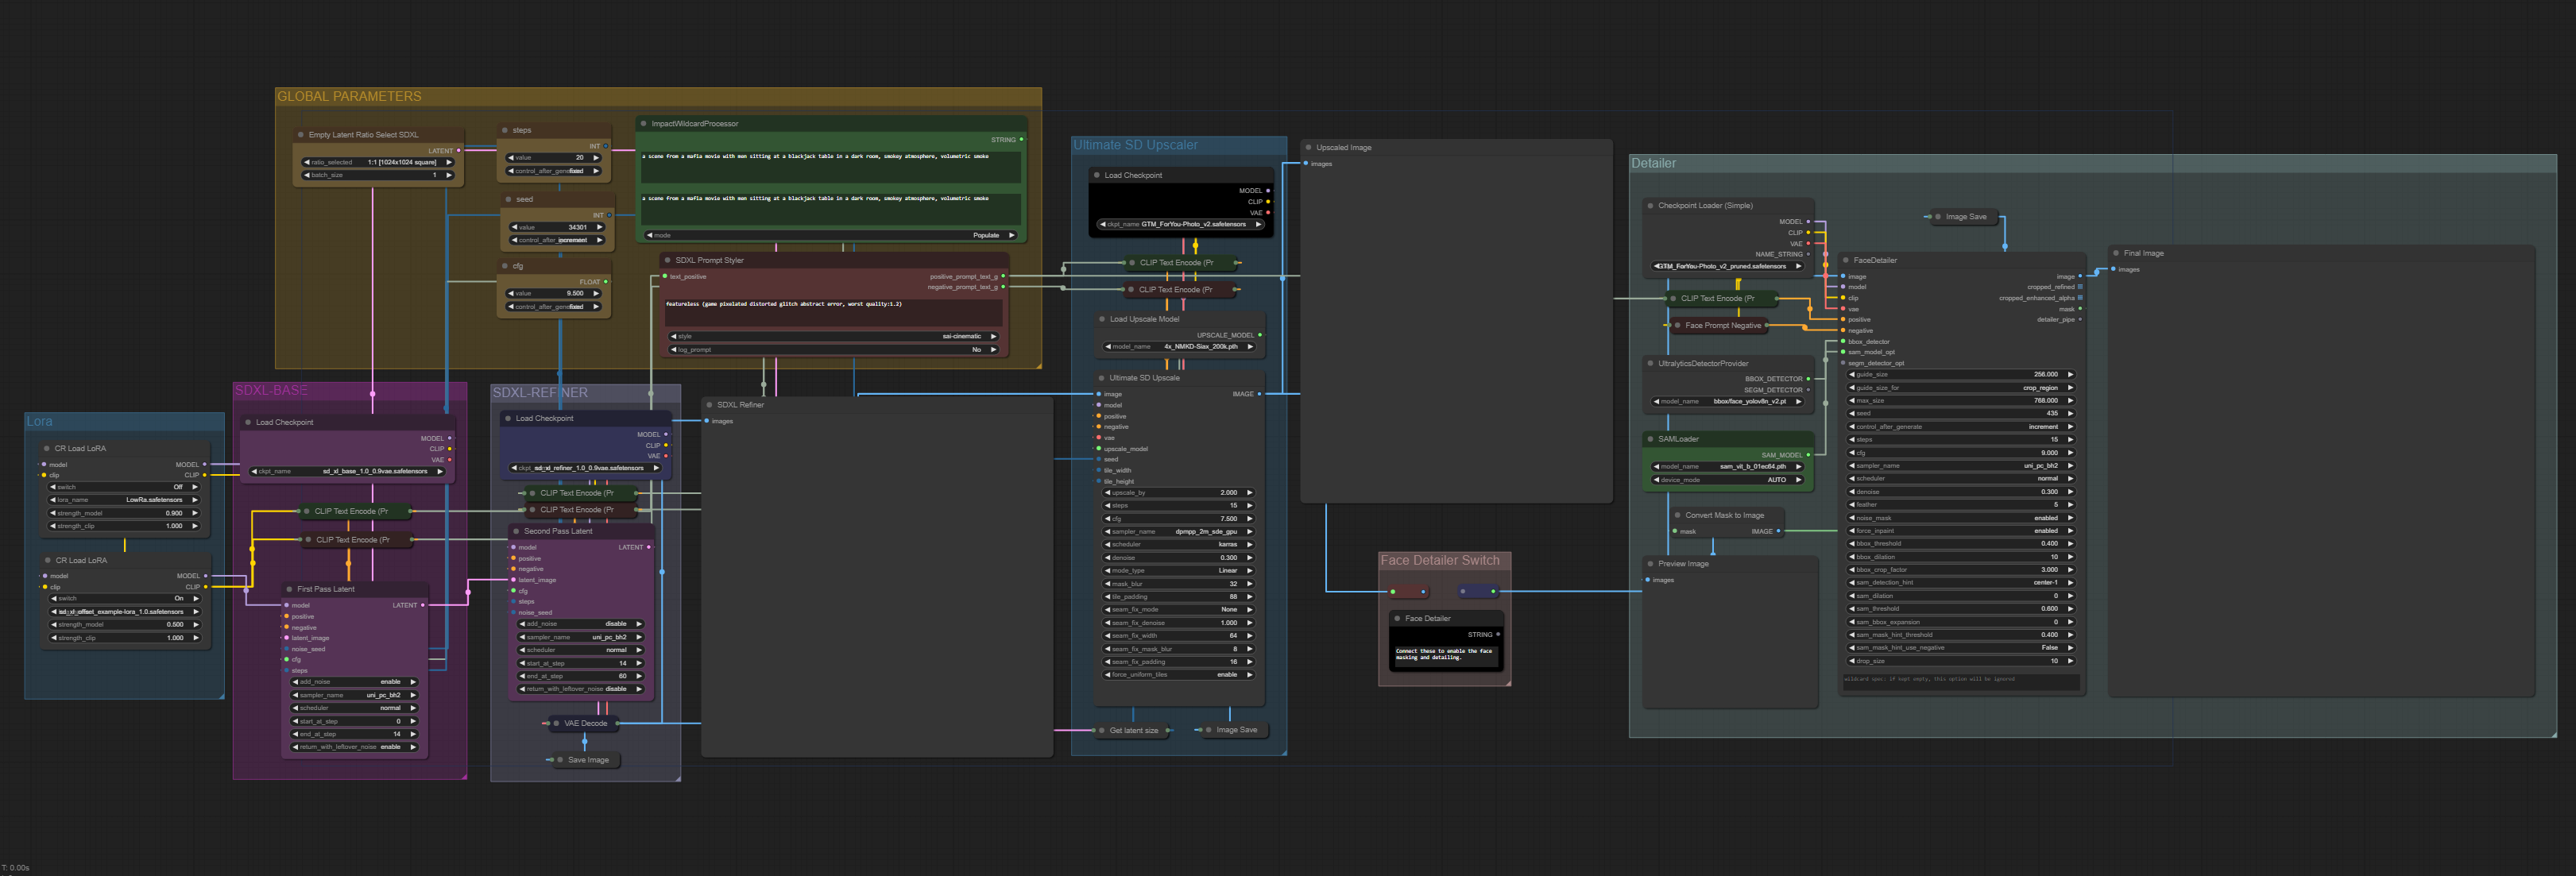 GLOBAL PARAMETERS
Empty Latent Ratio Select SDXL
LATENT
ratio_selected 1:1 [1024x1024 square]
batch_size 1
steps
INT
value 20
control_after_generate fixed
seed
INT
value 34301
control_after_generate increment
cfg
FLOAT
value 9.500
control_after_generate fixed
ImpactWildcardProcessor
STRING
a scene from a mafia movie with men sitting at a blackjack table in a dark room, smokey atmosphere, volumetric smoke
a scene from a mafia movie with men sitting at a blackjack table in a dark room, smokey atmosphere, volumetric smoke
mode Populate
SDXL Prompt Styler
text_positive
positive_prompt_text_g
negative_prompt_text_g
featureless (game pixelated distorted glitch abstract error, worst quality:1.2)
style sai-cinematic
log_prompt No
Lora
CR Load LoRA
model MODEL
clip CLIP
switch Off
lora_name LowRa.safetensors
strength_model 0.900
strength_clip 1.000
CR Load LoRA
model MODEL
clip CLIP
switch On
sd_xl_offset_example-lora_1.0.safetensors
strength_model 0.500
strength_clip 1.000
SDXL-BASE
Load Checkpoint
MODEL
CLIP
VAE
ckpt_name sd_xl_base_1.0_0.9vae.safetensors
CLIP Text Encode (Pr
CLIP Text Encode (Pr
First Pass Latent
model LATENT
positive
negative
latent_image
noise_seed
cfg
steps
add_noise enable
sampler_name uni_pc_bh2
scheduler normal
start_at_step 0
end_at_step 14
return_with_leftover_noise enable
SDXL-REFINER
Load Checkpoint
MODEL
CLIP
VAE
ckpt_name sd_xl_refiner_1.0_0.9vae.safetensors
CLIP Text Encode (Pr
CLIP Text Encode (Pr
Second Pass Latent
model LATENT
positive
negative
latent_image
cfg
steps
noise_seed
add_noise disable
sampler_name uni_pc_bh2
scheduler normal
start_at_step 14
end_at_step 60
return_with_leftover_noise disable
VAE Decode
Save Image
SDXL Refiner
images
Ultimate SD Upscaler
Load Checkpoint
MODEL
CLIP
VAE
ckpt_name GTM_ForYou-Photo_v2.safetensors
CLIP Text Encode (Pr
CLIP Text Encode (Pr
Load Upscale Model
UPSCALE_MODEL
model_name 4x_NMKD-Siax_200k.pth
Ultimate SD Upscale
image IMAGE
model
positive
negative
vae
upscale_model
seed
tile_width
tile_height
upscale_by 2.000
steps 15
cfg 7.500
sampler_name dpmpp_2m_sde_gpu
scheduler karras
denoise 0.300
mode_type Linear
mask_blur 32
tile_padding 88
seam_fix_mode None
seam_fix_denoise 1.000
seam_fix_width 64
seam_fix_mask_blur 8
seam_fix_padding 16
force_uniform_tiles enable
Get latent size
Image Save
Upscaled Image
images
Face Detailer Switch
Face Detailer
STRING
Connect these to enable the face
masking and detailing.
Detailer
Checkpoint Loader (Simple)
MODEL
CLIP
VAE
NAME_STRING
GTM_ForYou-Photo_v2_pruned.safetensors
CLIP Text Encode (Pr
Face Prompt Negative
UltralyticsDetectorProvider
BBOX_DETECTOR
SEGM_DETECTOR
model_name bbox/face_yolov8n_v2.pt
SAMLoader
SAM_MODEL
model_name sam_vit_b_01ec64.pth
device_mode AUTO
Convert Mask to Image
mask IMAGE
Preview Image
images
Image Save
FaceDetailer
image image
model cropped_refined
clip cropped_enhanced_alpha
vae mask
positive detailer_pipe
negative
bbox_detector
sam_model_opt
segm_detector_opt
guide_size 256.000
guide_size_for crop_region
max_size 768.000
seed 435
control_after_generate increment
steps 15
cfg 9.000
sampler_name uni_pc_bh2
scheduler normal
denoise 0.300
feather 5
noise_mask enabled
force_inpaint enabled
bbox_threshold 0.400
bbox_dilation 10
bbox_crop_factor 3.000
sam_detection_hint center-1
sam_dilation 0
sam_threshold 0.600
sam_bbox_expansion 0
sam_mask_hint_threshold 0.400
sam_mask_hint_use_negative False
drop_size 10
wildcard spec: if kept empty, this option will be ignored
Final Image
images
T: 0.00s